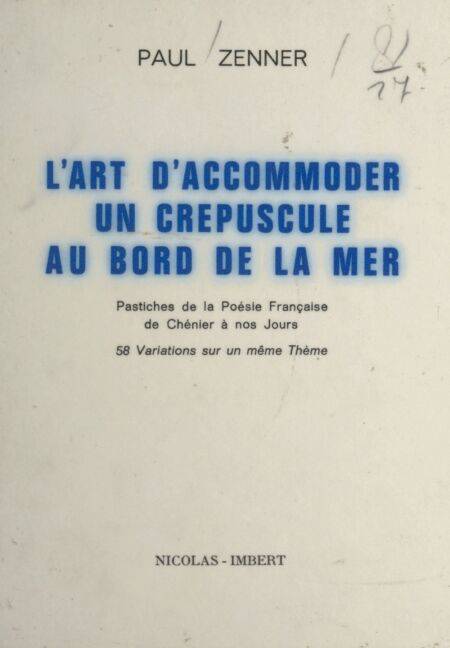 PAUL ZENNER
L'ART D'ACCOMMODER
UN CREPUSCULE
AU BORD DE LA MER
Pastiches de la Poésie Française
de Chénier à nos Jours
58 Variations sur un même Thème
NICOLAS - IMBERT